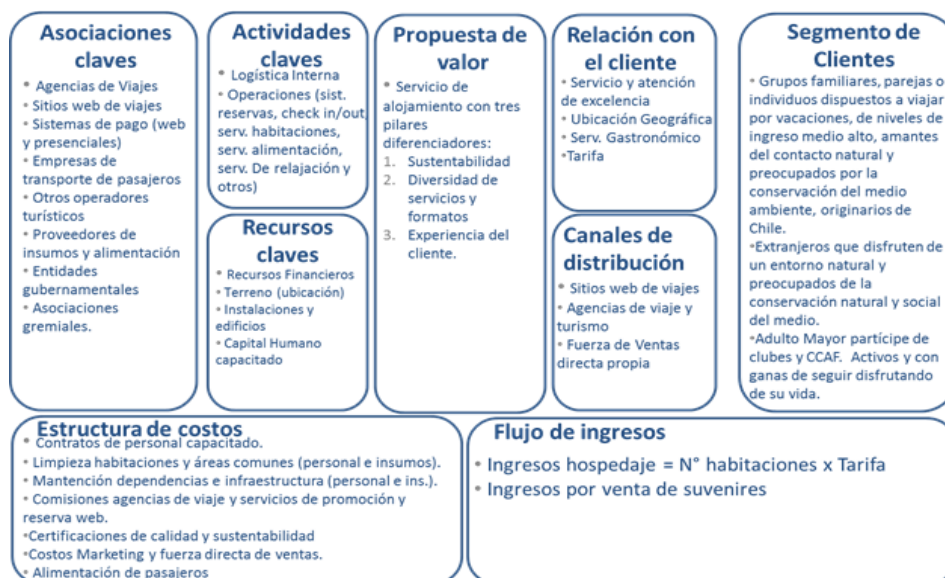 Asociaciones
claves
• Agencias de Viajes
• Sitios web de viajes
• Sistemas de pago (web
y presenciales)
• Empresas de
transporte de pasajeros
• Otros operadores
turísticos
• Proveedores de
insumos y alimentación
• Entidades
gubernamentales
• Asociaciones
gremiales.
Actividades
claves
• Logística Interna
• Operaciones (sist.
reservas, check in/out,
serv. habitaciones,
serv. alimentación,
serv. De relajación y
otros)
Recursos
claves
• Recursos Financieros
• Terreno (ubicación)
• Instalaciones y
edificios
• Capital Humano
capacitado
Propuesta de
valor
• Servicio de
alojamiento con tres
pilares
diferenciadores:
1. Sustentabilidad
2. Diversidad de
servicios y
formatos
3. Experiencia del
cliente.
Relación con
el cliente
• Servicio y atención
de excelencia
• Ubicación Geográfica
• Serv. Gastronómico
•Tarifa
Canales de
distribución
• Sitios web de viajes
• Agencias de viaje y
turismo
• Fuerza de Ventas
directa propia
Segmento de
Clientes
• Grupos familiares, parejas o
individuos dispuestos a viajar
por vacaciones, de niveles de
ingreso medio alto, amantes
del contacto natural y
preocupados por la
conservación del medio
ambiente, originarios de
Chile.
•Extranjeros que disfruten de
un entorno natural y
preocupados de la
conservación natural y social
del medio.
•Adulto Mayor partícipe de
clubes y CCAF. Activos y con
ganas de seguir disfrutando
de su vida.
Estructura de costos
• Contratos de personal capacitado.
• Limpieza habitaciones y áreas comunes (personal e insumos).
• Mantención dependencias e infraestructura (personal e ins.).
• Comisiones agencias de viaje y servicios de promoción y
reserva web.
•Certificaciones de calidad y sustentabilidad
•Costos Marketing y fuerza directa de ventas.
• Alimentación de pasajeros
Flujo de ingresos
• Ingresos hospedaje = N° habitaciones x Tarifa
• Ingresos por venta de suvenires